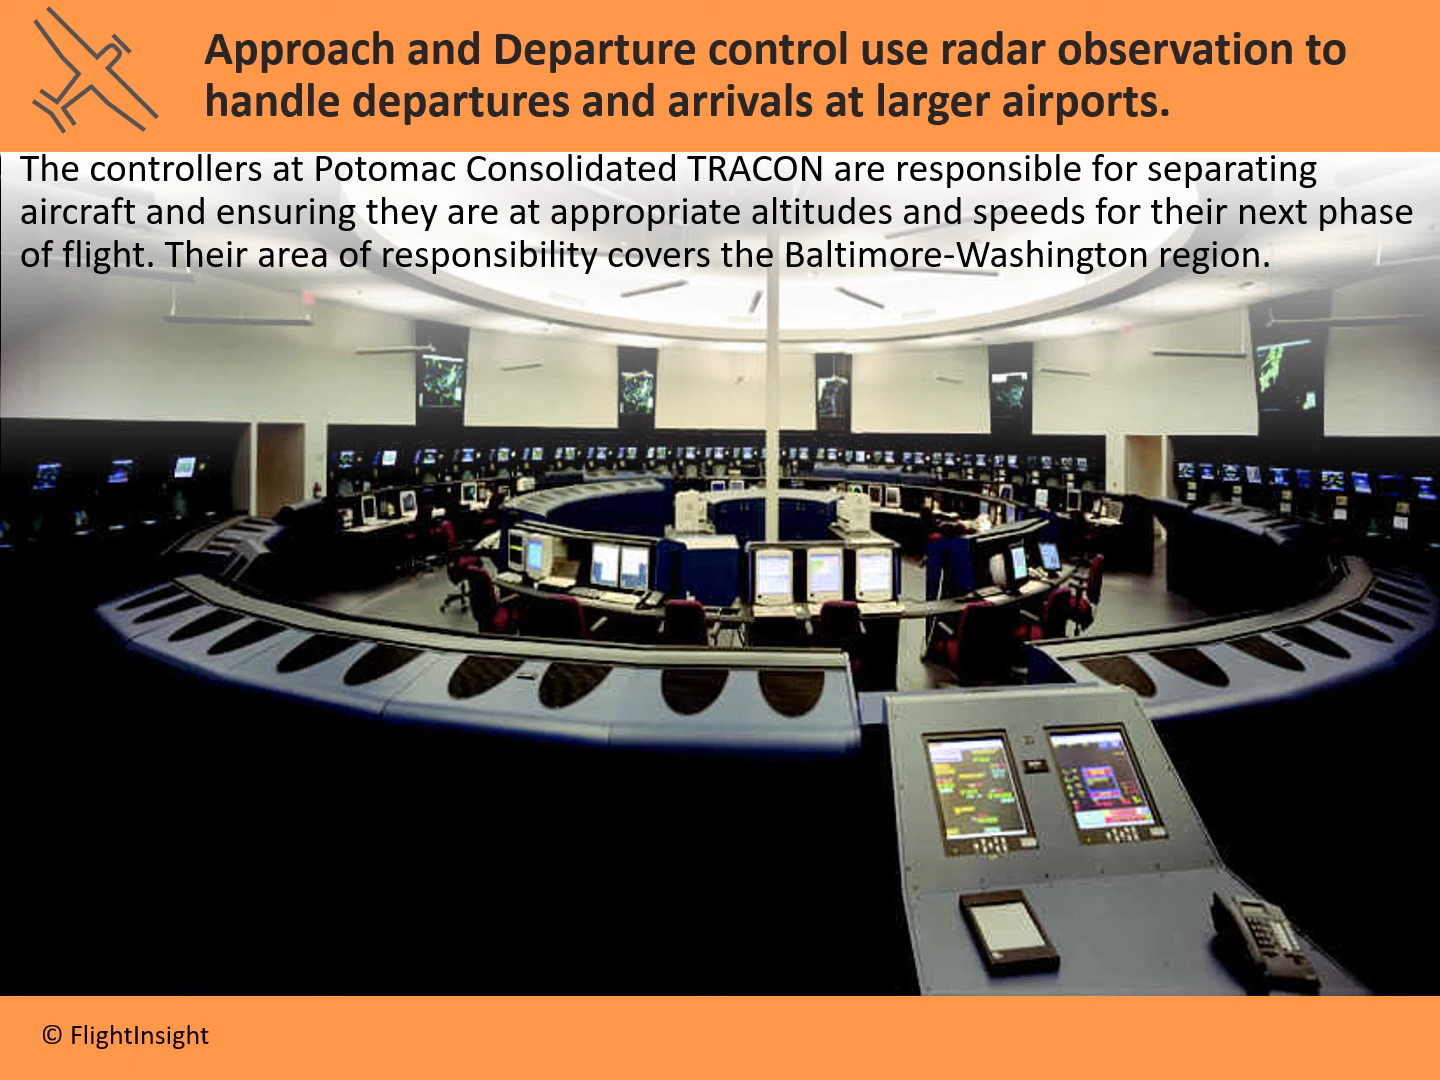 Approach and Departure control use radar observation to
handle departures and arrivals at larger airports.
The controllers at Potomac Consolidated TRACON are responsible for separating
aircraft and ensuring they are at appropriate altitudes and speeds for their next phase
of flight. Their area of responsibility covers the Baltimore-Washington region.
© FlightInsight